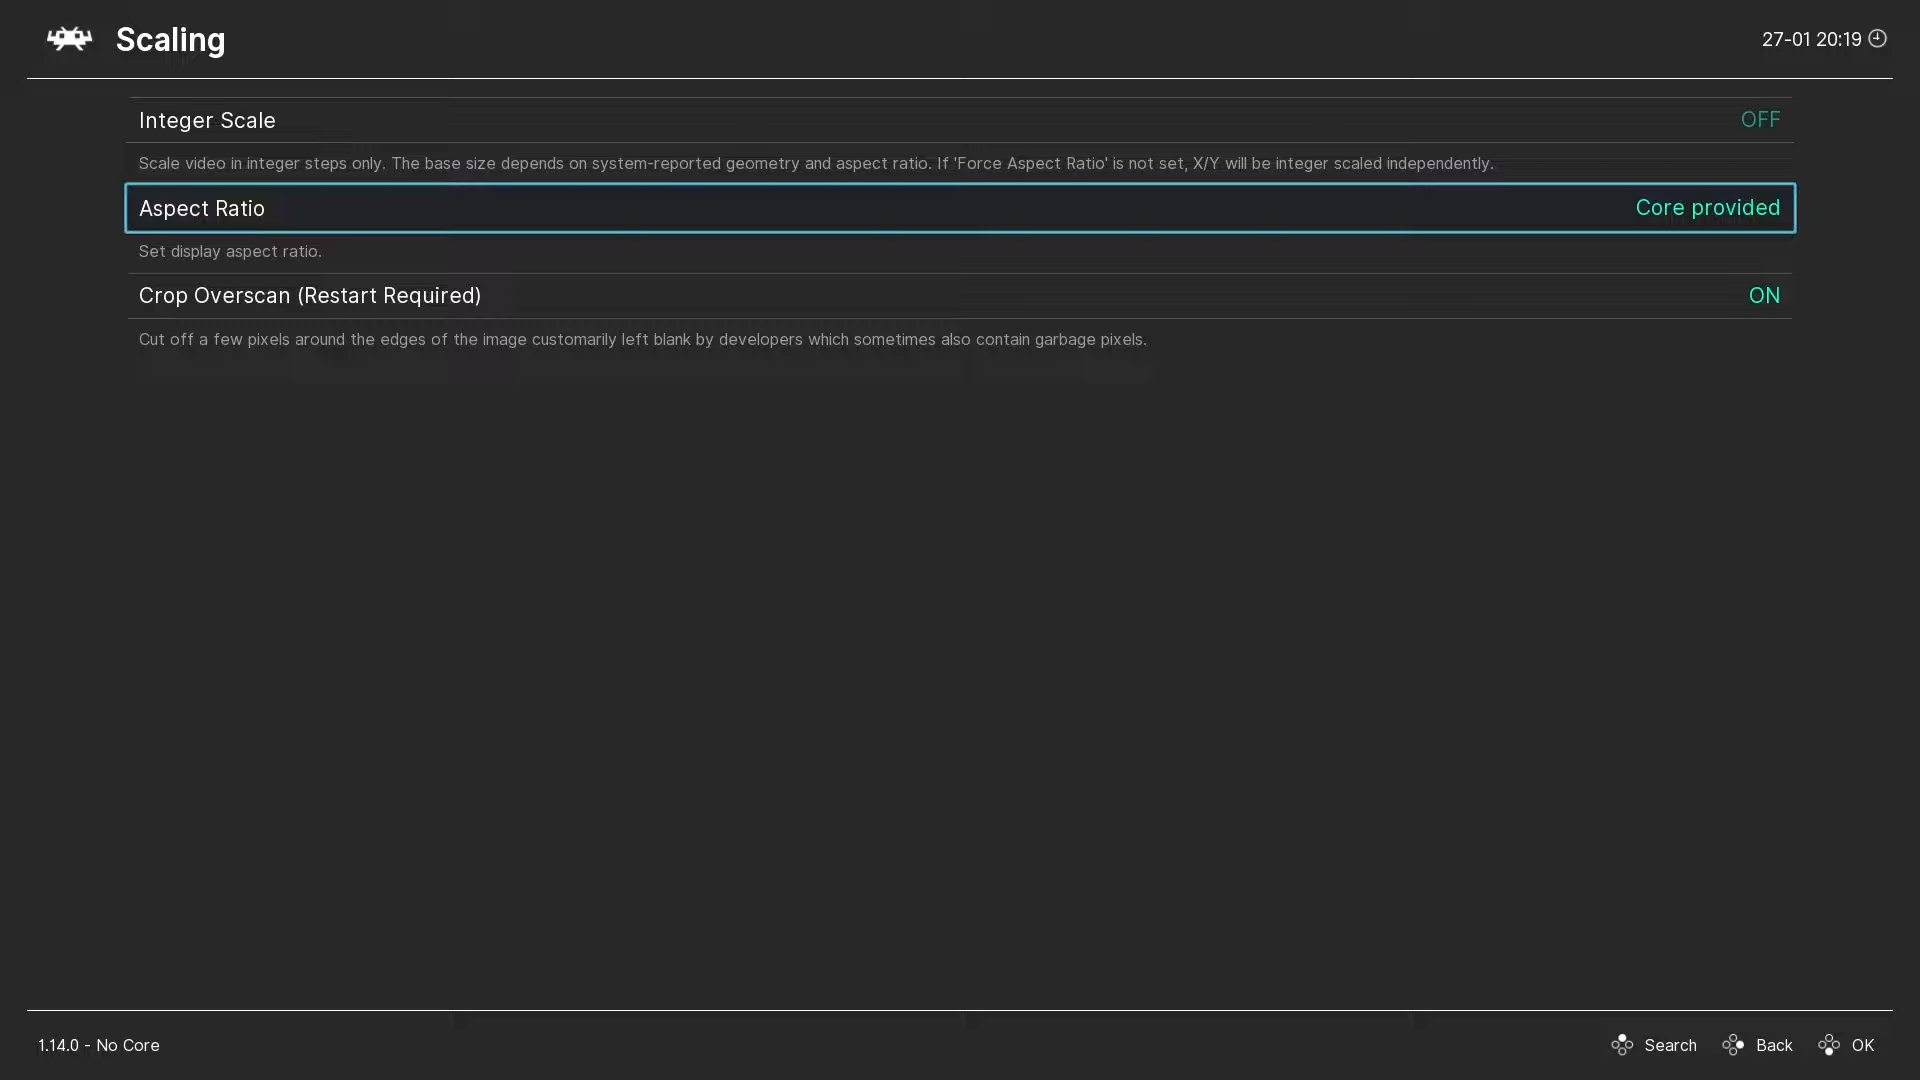 Scaling
27-01 20:19
Integer Scale
OFF
Scale video in integer steps only. The base size depends on system-reported geometry and aspect ratio. If 'Force Aspect Ratio' is not set, X/Y will be integer scaled independently.
Aspect Ratio
Core provided
Set display aspect ratio.
Crop Overscan (Restart Required)
ON
Cut off a few pixels around the edges of the image customarily left blank by developers which sometimes also contain garbage pixels.
1.14.0 - No Core
Search
Back
OK